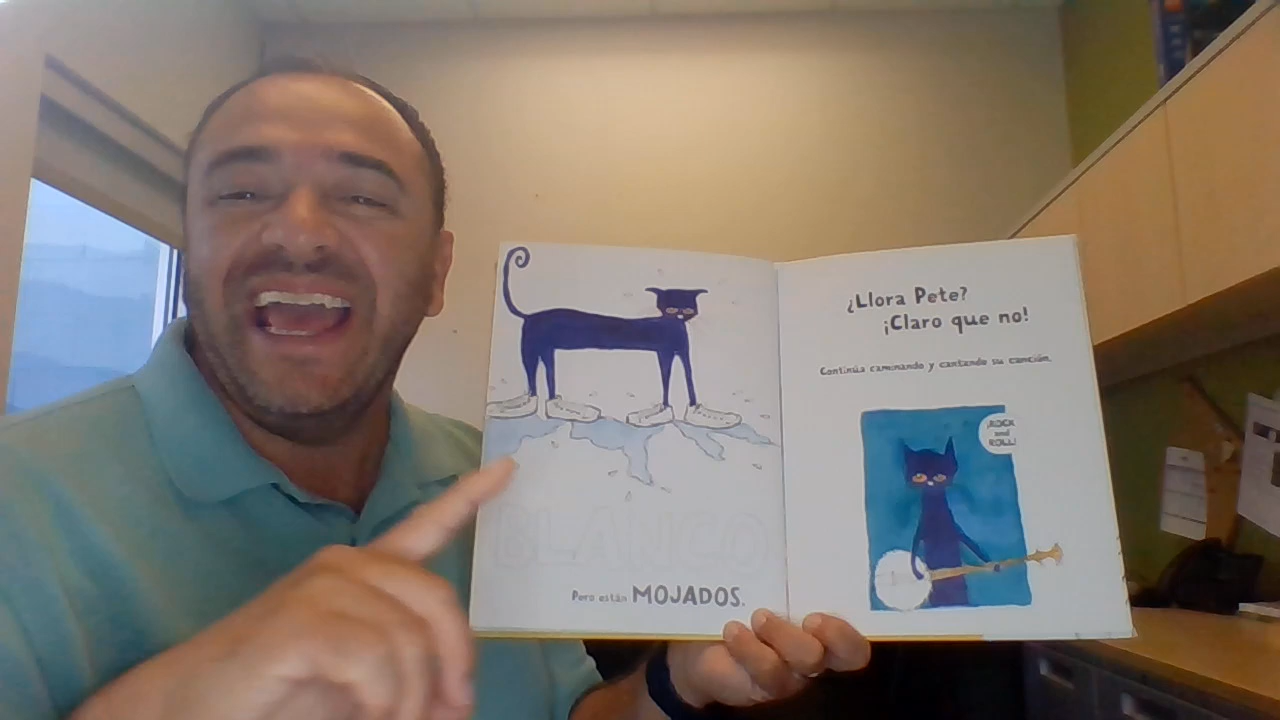 BLANCO
Pero están MOJADOS.
¿Llora Pete?
¡Claro que no!
Continúa caminando y cantando su canción.
¡ROCK
and
ROLL!